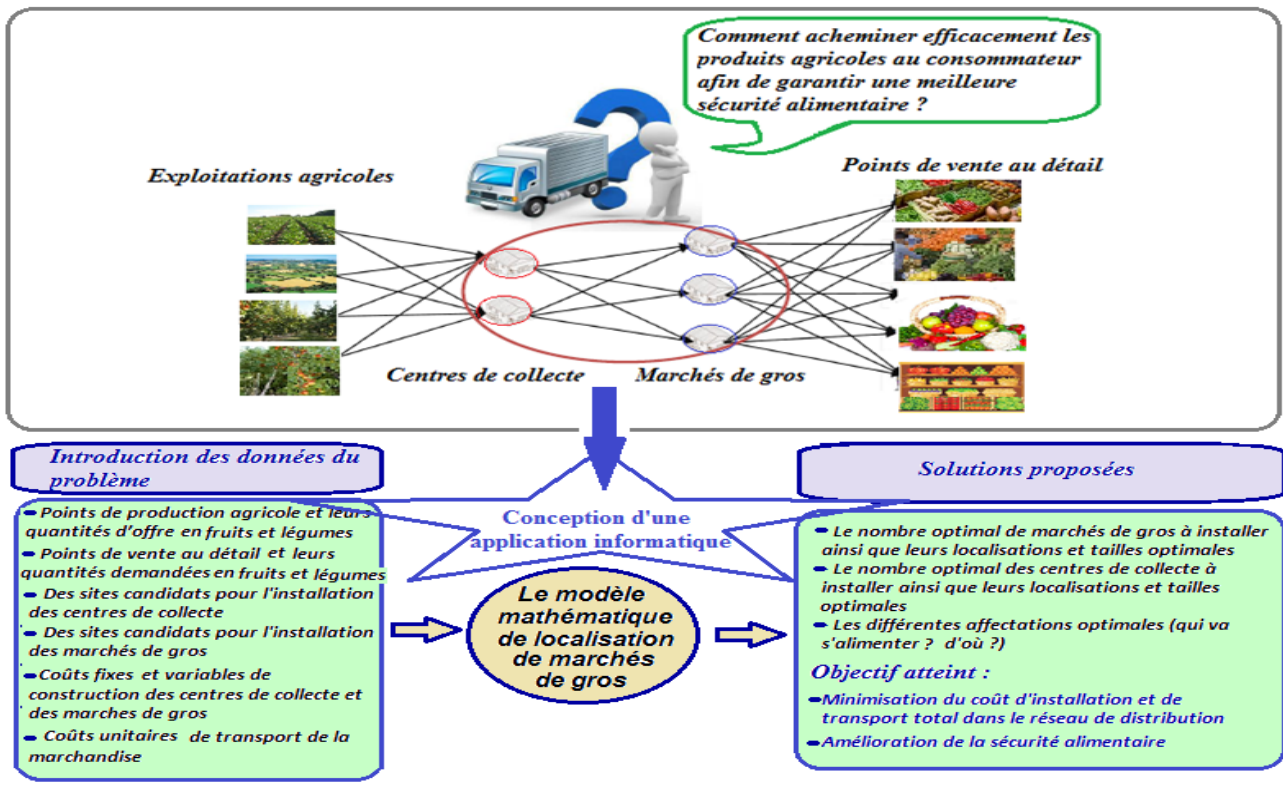 Comment acheminer efficacement les
produits agricoles au consommateur
afin de garantir une meilleure
sécurité alimentaire ?
Exploitations agricoles
Points de vente au détail
Centres de collecte
Marchés de gros
Introduction des données du
problème
Points de production agricole et leurs
quantités d'offre en fruits et légumes
Points de vente au détail et leurs
quantités demandées en fruits et légumes
Des sites candidats pour l'installation
des centres de collecte
Des sites candidats pour l'installation
des marchés de gros
Coûts fixes et variables de
construction des centres de collecte et
des marches de gros
Coûts unitaires de transport de la
marchandise
Conception d'une
application informatique
Le modèle
mathématique
de localisation
de marchés
de gros
Solutions proposées
Le nombre optimal de marchés de gros à installer
ainsi que leurs localisations et tailles optimales
Le nombre optimal des centres de collecte à
installer ainsi que leurs localisations et tailles
optimales
Les différentes affectations optimales (qui va
s'alimenter ? d'où ?)
Objectif atteint :
Minimisation du coût d'installation et de
transport total dans le réseau de distribution
Amélioration de la sécurité alimentaire